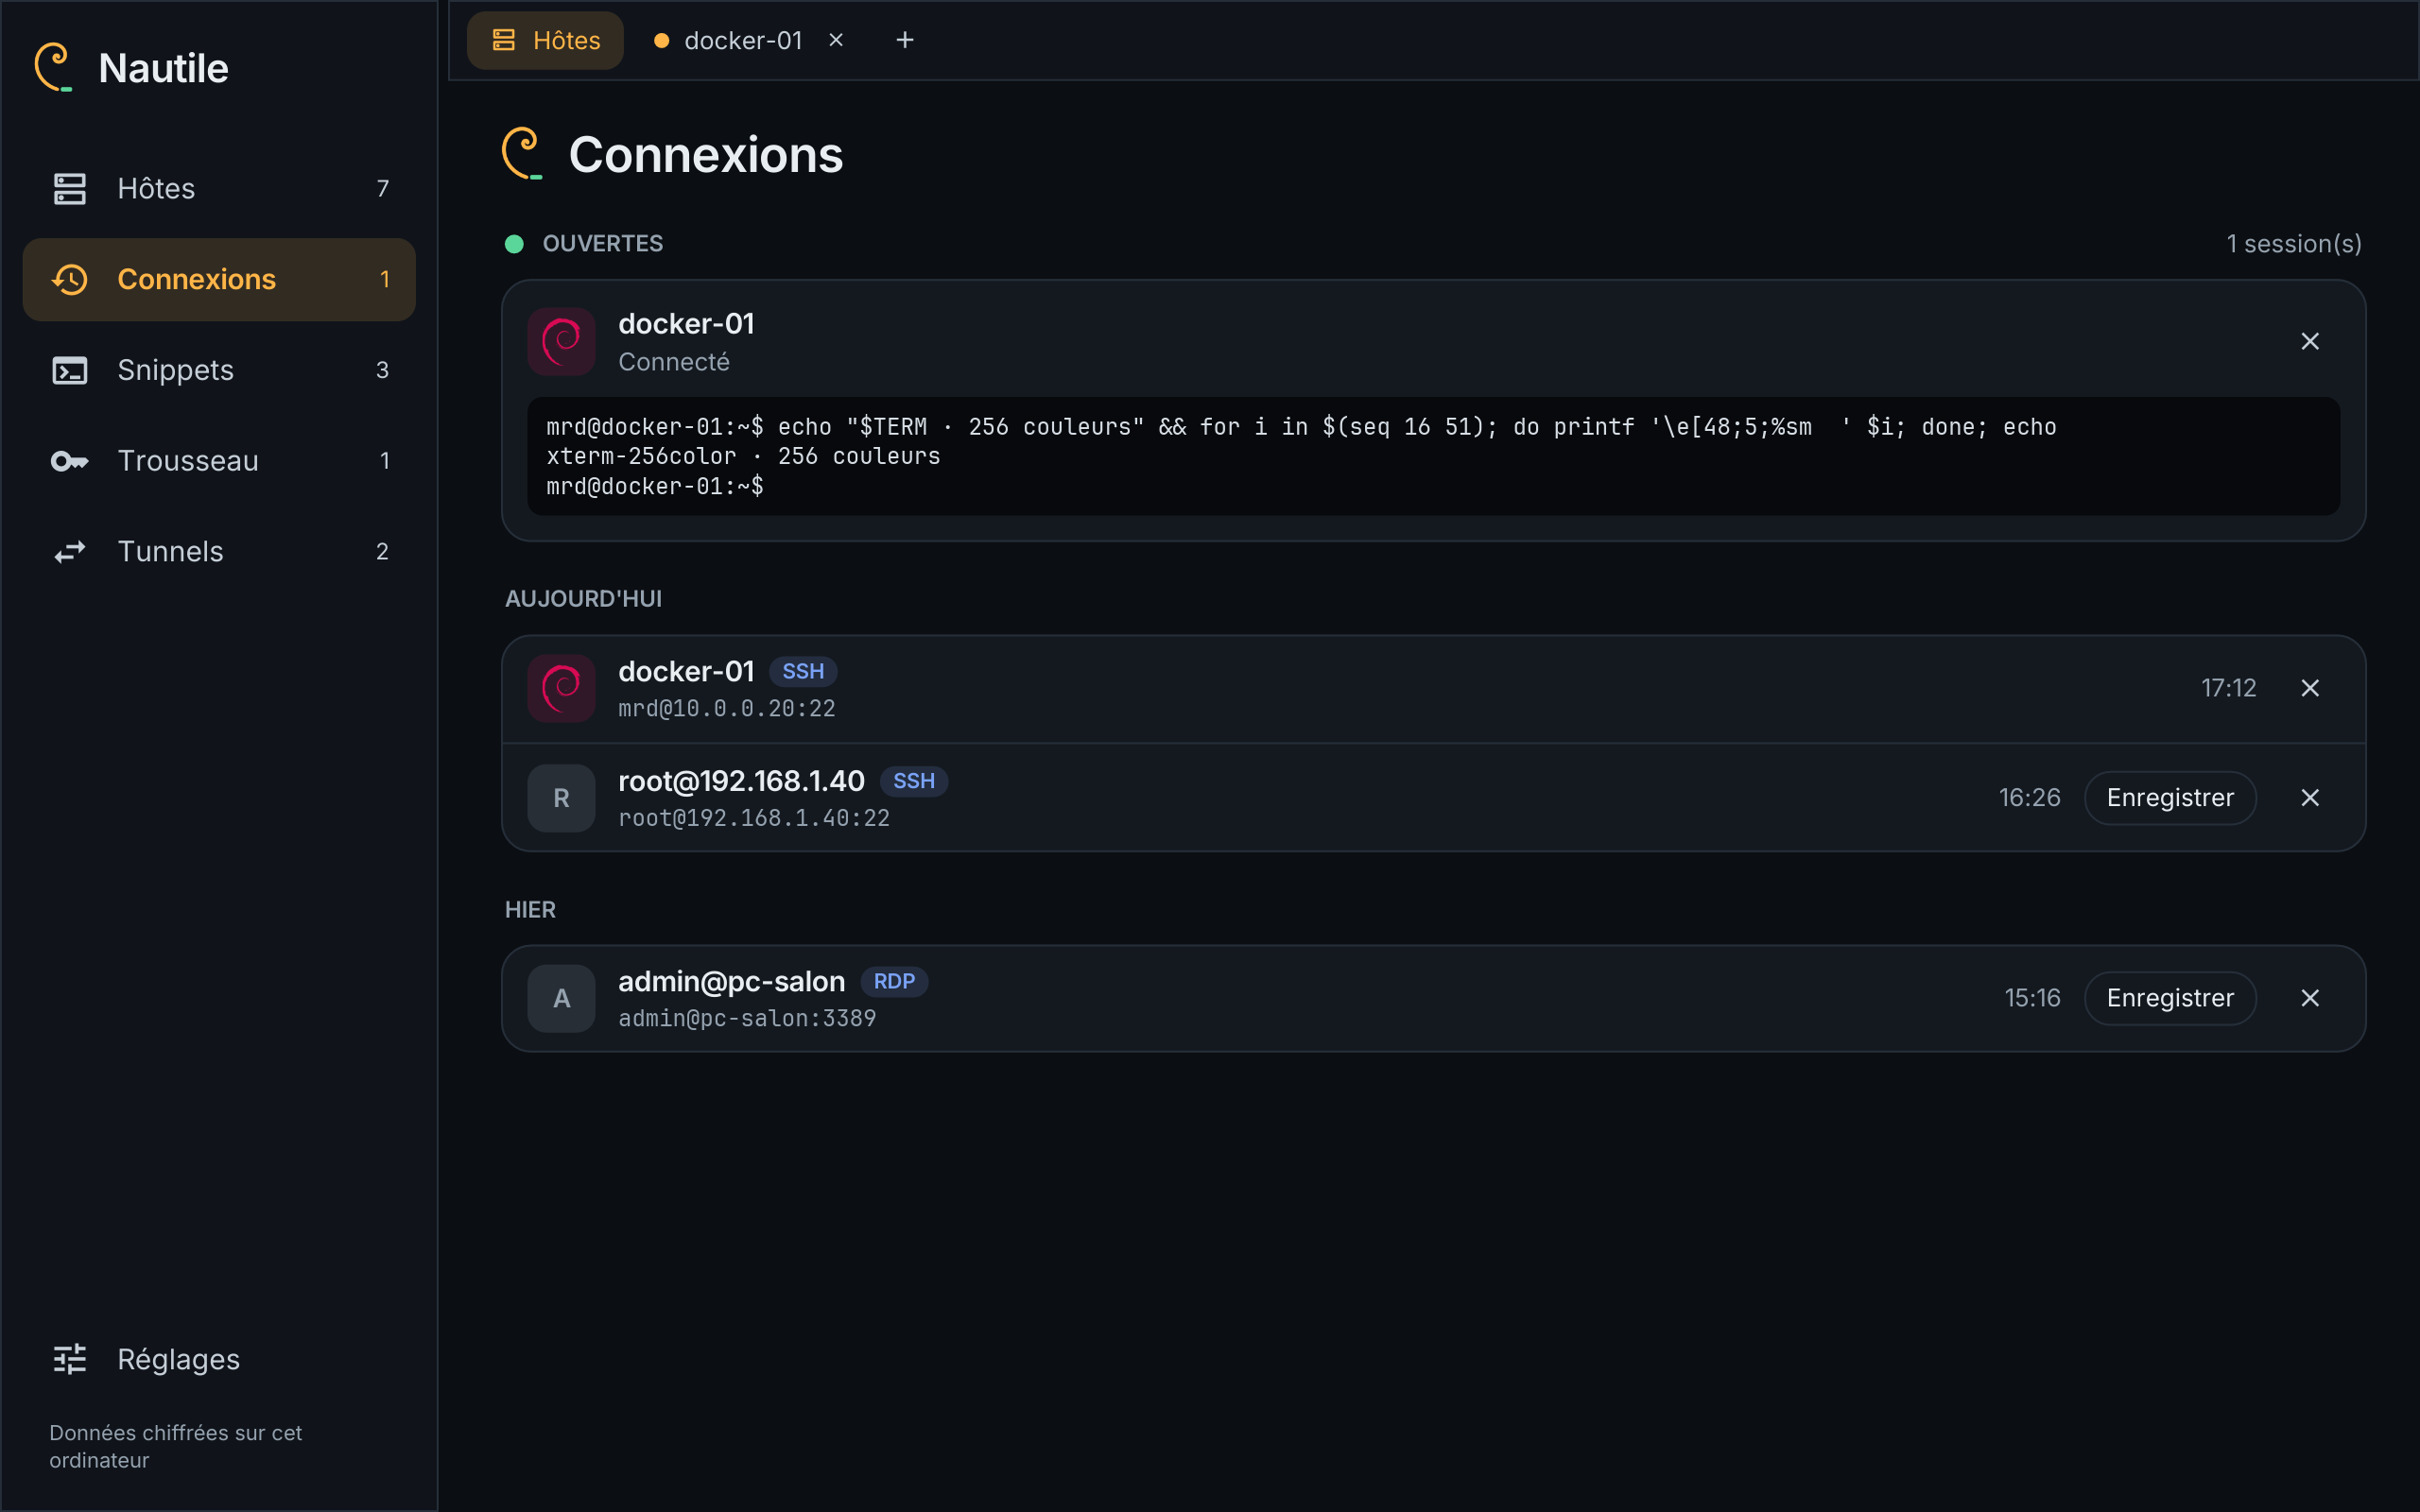 Nautile
Hôtes 7
Connexions 1
Snippets 3
Trousseau 1
Tunnels 2
Réglages
Données chiffrées sur cet
ordinateur
Hôtes
docker-01
Connexions
OUVERTES
1 session(s)
docker-01
Connecté
mrd@docker-01:~$ echo "$TERM · 256 couleurs" && for i in $(seq 16 51); do printf '\e[48;5;%sm  ' $i; done; echo
xterm-256color · 256 couleurs
mrd@docker-01:~$
AUJOURD'HUI
docker-01 SSH
mrd@10.0.0.20:22
17:12
root@192.168.1.40 SSH
root@192.168.1.40:22
16:26 Enregistrer
R
HIER
admin@pc-salon RDP
admin@pc-salon:3389
15:16 Enregistrer
A